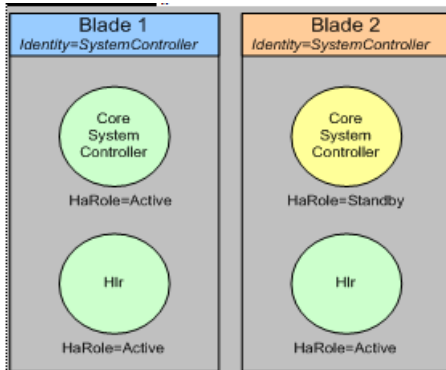 Blade 1
Identity=SystemController
Core
System
Controller
HaRole=Active
Hlr
HaRole=Active
Blade 2
Identity=SystemController
Core
System
Controller
HaRole=Standby
Hlr
HaRole=Active